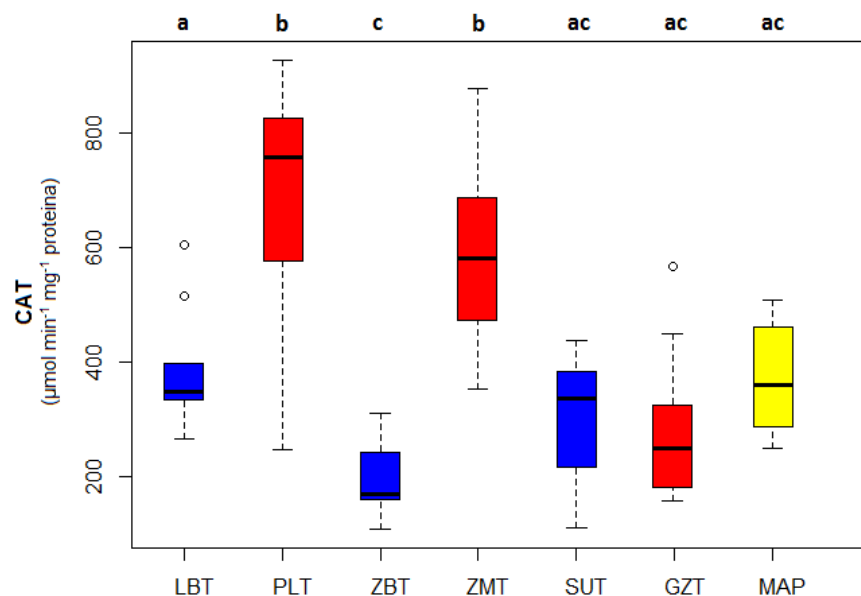 a b c b ac ac ac
800
600
400
200
CAT
(µmol min⁻¹ mg⁻¹ proteina)
LBT PLT ZBT ZMT SUT GZT MAP